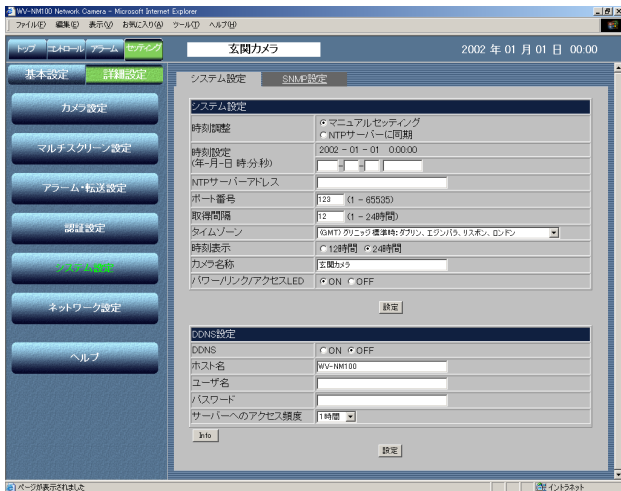 WV-NM100 Network Camera - Microsoft Internet Explorer
ファイル(F) 編集(E) 表示(V) お気に入り(A) ツール(T) ヘルプ(H)
トップ コントロール アラーム セッティング 玄関カメラ 2002 年 01 月 01 日 00:00
基本設定 詳細設定
カメラ設定
マルチスクリーン設定
アラーム・転送設定
認証設定
システム設定
ネットワーク設定
ヘルプ
システム設定 SNMP設定
システム設定
時刻調整 マニュアルセッティング
NTPサーバーに同期
時刻設定 2002 - 01 - 01 0:00:00
(年-月-日 時:分:秒) - -
NTPサーバーアドレス
ポート番号 123 (1 - 65535)
取得間隔 12 (1 - 24時間)
タイムゾーン (GMT) グリニッジ標準時: ダブリン、エジンバラ、リスボン、ロンドン
時刻表示 12時間 24時間
カメラ名称 玄関カメラ
パワー/リンク/アクセスLED ON OFF
設定
DDNS設定
DDNS ON OFF
ホスト名 WV-NM100
ユーザ名
パスワード
サーバーへのアクセス頻度 1時間
Info
設定
ページが表示されました イントラネット